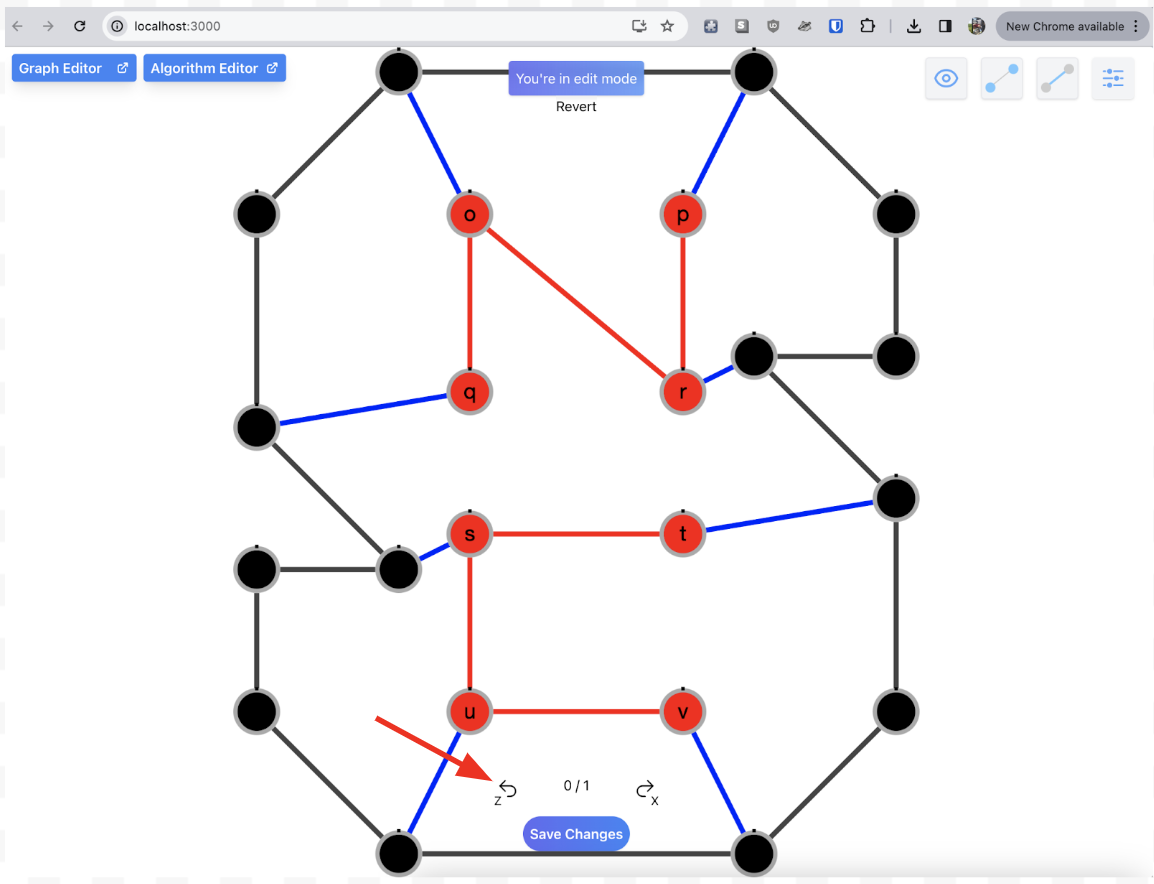 localhost:3000
New Chrome available
Graph Editor
Algorithm Editor
You're in edit mode
Revert
o
p
q
r
s
t
u
v
Z
0 / 1
X
Save Changes